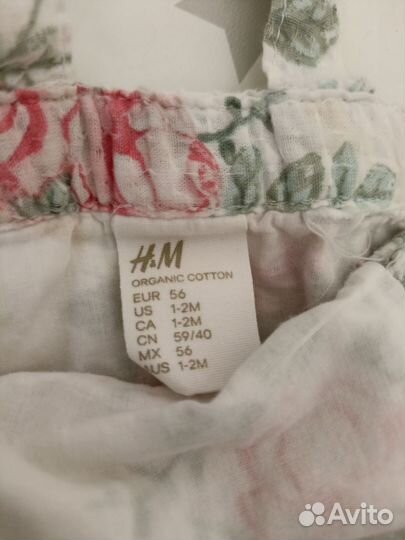 H&M
ORGANIC COTTON
EUR 56
US 1-2M
CA 1-2M
CN 59/40
MX 56
AUS 1-2M
Avito